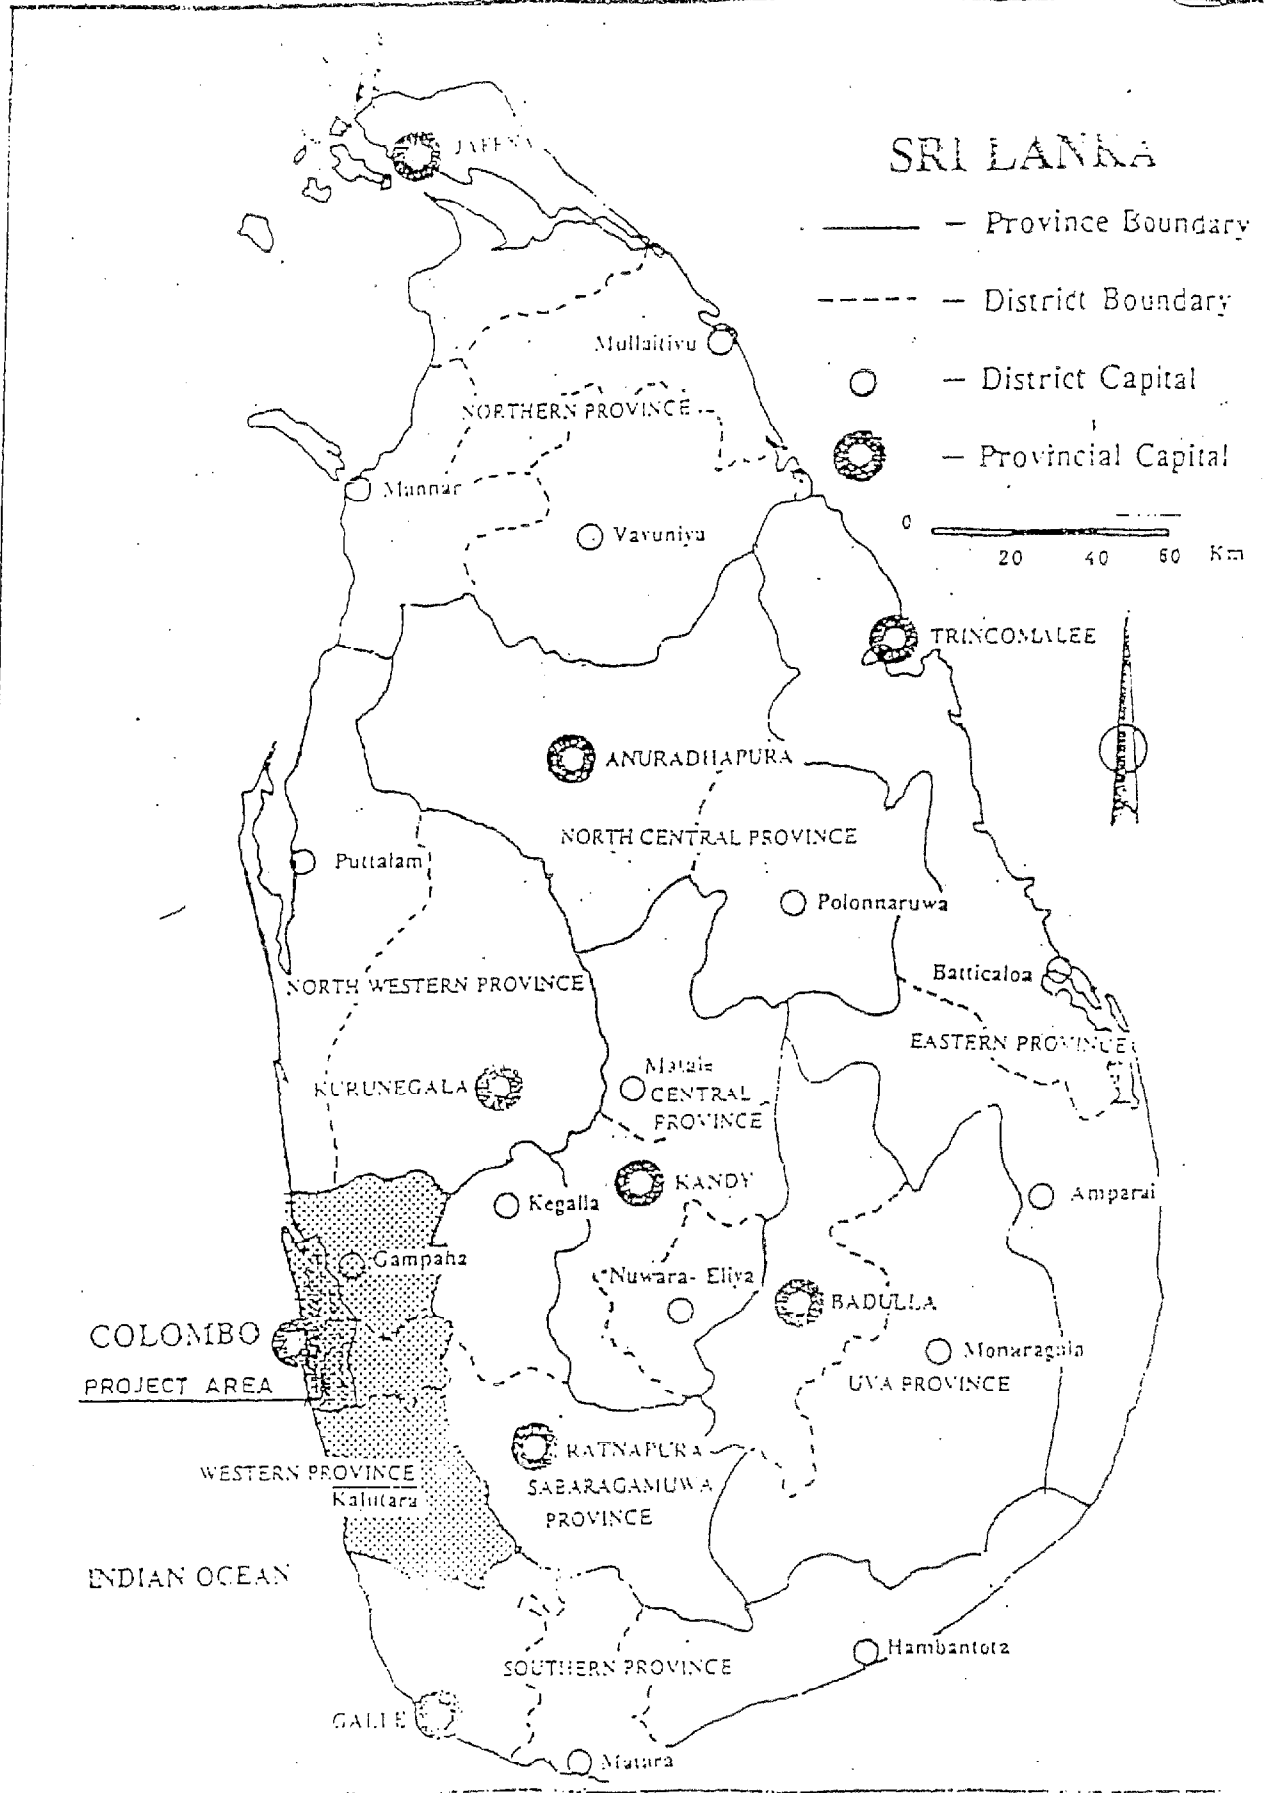 SRI LANKA
— Province Boundary
— District Boundary
— District Capital
— Provincial Capital
0 20 40 60 Km
JAFFNA
Mullaitivu
NORTHERN PROVINCE
Mannar
Vavuniya
TRINCOMALEE
ANURADHAPURA
NORTH CENTRAL PROVINCE
Puttalam
Polonnaruwa
Batticaloa
NORTH WESTERN PROVINCE
EASTERN PROVINCE
KURUNEGALA
Matale
CENTRAL
PROVINCE
KANDY
Kegalla
Amparai
Gampaha
Nuwara- Eliya
BADULLA
COLOMBO
Monaragala
PROJECT AREA
UVA PROVINCE
RATNAPURA
WESTERN PROVINCE
SABARAGAMUWA
PROVINCE
Kalutara
INDIAN OCEAN
Hambantota
SOUTHERN PROVINCE
GALLE
Matara